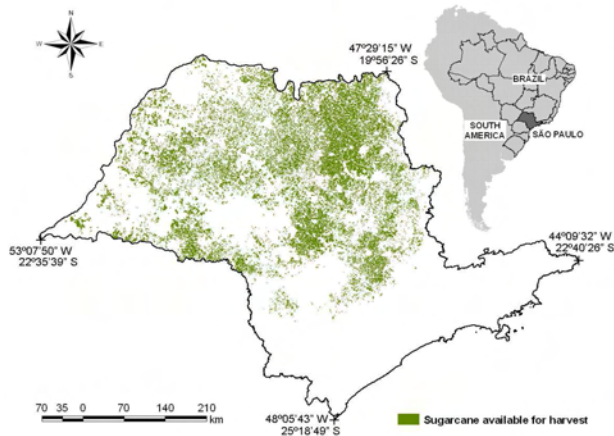 N
W E
S
47º29'15" W
19º56'26" S
BRAZIL
SOUTH
AMERICA
SÃO PAULO
53º07'50" W
22º35'39" S
44º09'32" W
22º40'26" S
70 35 0 70 140 210
km
48º05'43" W
25º18'49" S
Sugarcane available for harvest